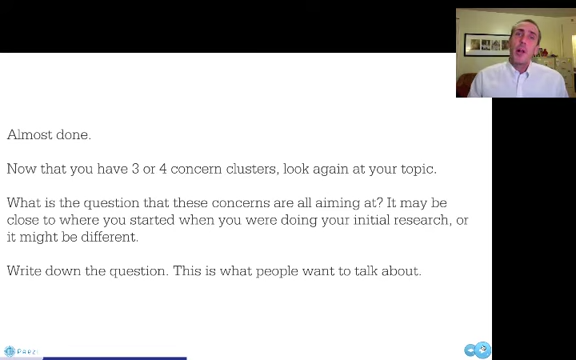 Almost done.
Now that you have 3 or 4 concern clusters, look again at your topic.
What is the question that these concerns are all aiming at? It may be
close to where you started when you were doing your initial research, or
it might be different.
Write down the question. This is what people want to talk about.